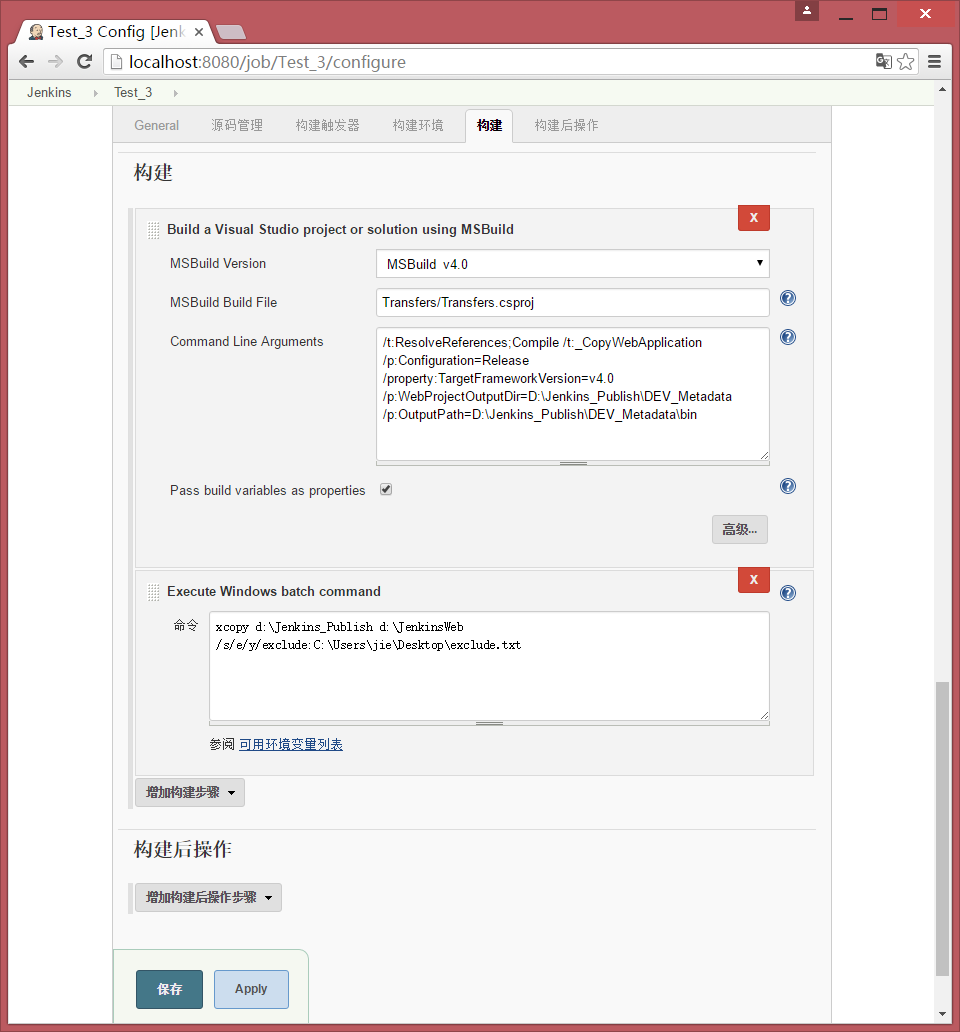 Test_3 Config [Jenk
localhost:8080/job/Test_3/configure
Jenkins
Test_3
General
源码管理
构建触发器
构建环境
构建
构建后操作
构建
X
Build a Visual Studio project or solution using MSBuild
MSBuild Version
MSBuild v4.0
MSBuild Build File
Transfers/Transfers.csproj
Command Line Arguments
/t:ResolveReferences;Compile /t:_CopyWebApplication
/p:Configuration=Release
/property:TargetFrameworkVersion=v4.0
/p:WebProjectOutputDir=D:\Jenkins_Publish\DEV_Metadata
/p:OutputPath=D:\Jenkins_Publish\DEV_Metadata\bin
Pass build variables as properties
高级...
X
Execute Windows batch command
命令
xcopy d:\Jenkins_Publish d:\JenkinsWeb
/s/e/y/exclude:C:\Users\jie\Desktop\exclude.txt
参阅 可用环境变量列表
增加构建步骤
构建后操作
增加构建后操作步骤
保存
Apply